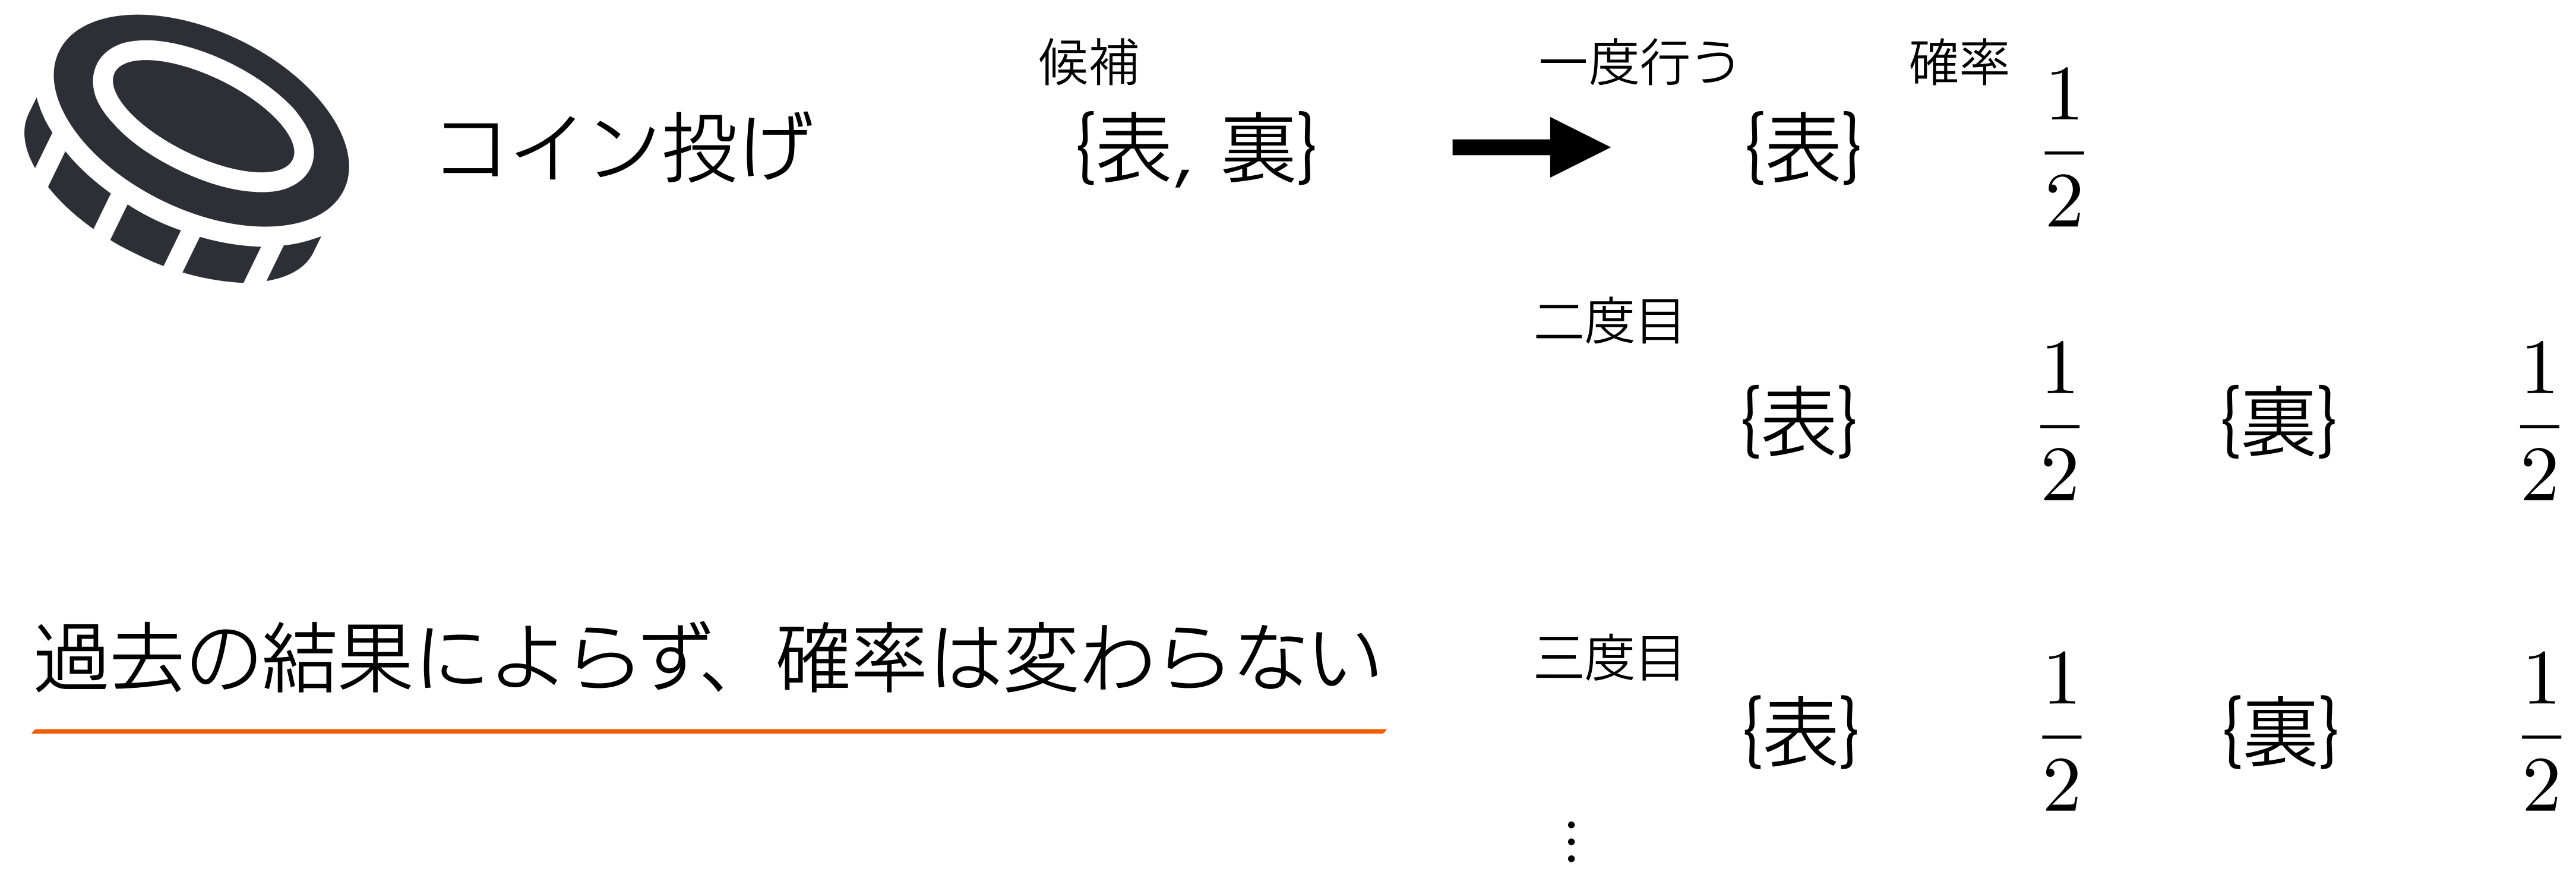 候補 一度行う 確率
コイン投げ {表, 裏} {表} 1/2
二度目
{表} 1/2 {裏} 1/2
過去の結果によらず、確率は変わらない
三度目
{表} 1/2 {裏} 1/2
⋮